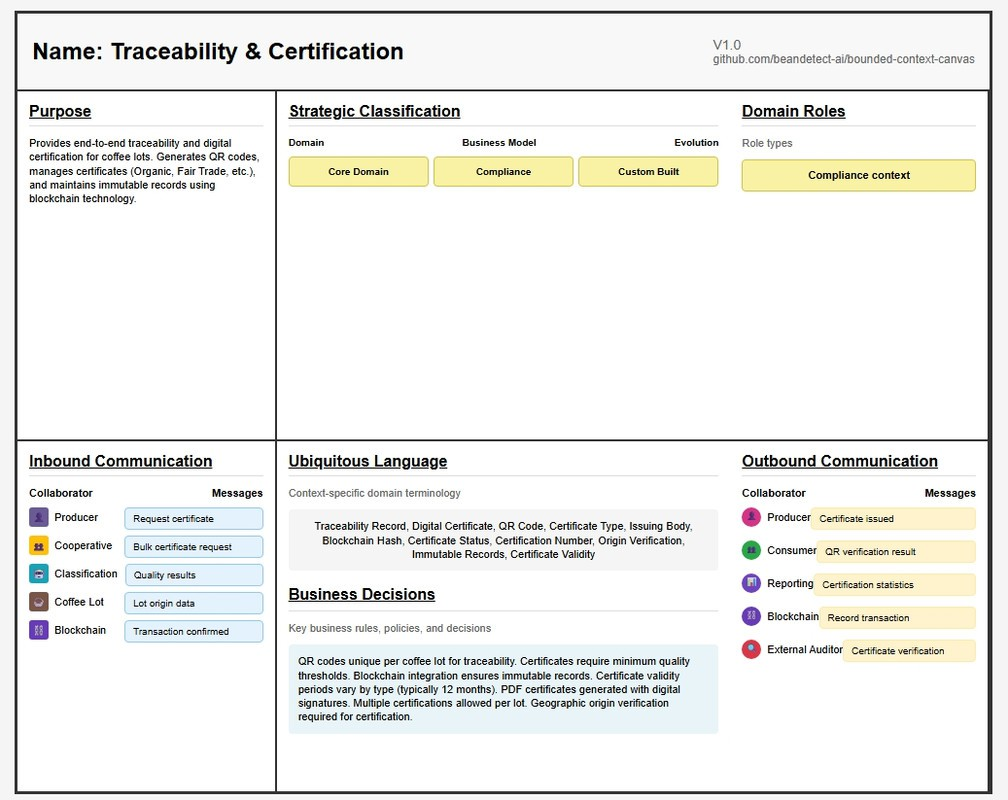 Name: Traceability & Certification
V1.0
github.com/beandetect-ai/bounded-context-canvas
Purpose
Provides end-to-end traceability and digital
certification for coffee lots. Generates QR codes,
manages certificates (Organic, Fair Trade, etc.),
and maintains immutable records using
blockchain technology.
Strategic Classification
Domain Business Model Evolution
Core Domain Compliance Custom Built
Domain Roles
Role types
Compliance context
Inbound Communication
Collaborator Messages
Producer Request certificate
Cooperative Bulk certificate request
Classification Quality results
Coffee Lot Lot origin data
Blockchain Transaction confirmed
Ubiquitous Language
Context-specific domain terminology
Traceability Record, Digital Certificate, QR Code, Certificate Type, Issuing Body,
Blockchain Hash, Certificate Status, Certification Number, Origin Verification,
Immutable Records, Certificate Validity
Business Decisions
Key business rules, policies, and decisions
QR codes unique per coffee lot for traceability. Certificates require minimum quality
thresholds. Blockchain integration ensures immutable records. Certificate validity
periods vary by type (typically 12 months). PDF certificates generated with digital
signatures. Multiple certifications allowed per lot. Geographic origin verification
required for certification.
Outbound Communication
Collaborator Messages
Producer Certificate issued
Consumer QR verification result
Reporting Certification statistics
Blockchain Record transaction
External Auditor Certificate verification